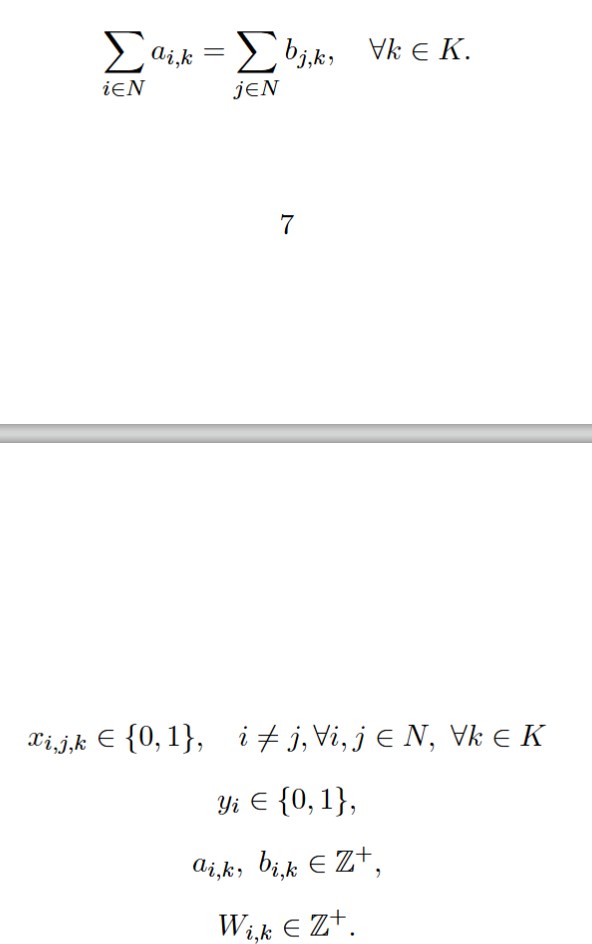 ∑_{i∈N} a_{i,k} = ∑_{j∈N} b_{j,k},   ∀k ∈ K.
7
x_{i,j,k} ∈ {0, 1},   i ≠ j, ∀i, j ∈ N, ∀k ∈ K
y_i ∈ {0, 1},
a_{i,k}, b_{i,k} ∈ ℤ⁺,
W_{i,k} ∈ ℤ⁺.